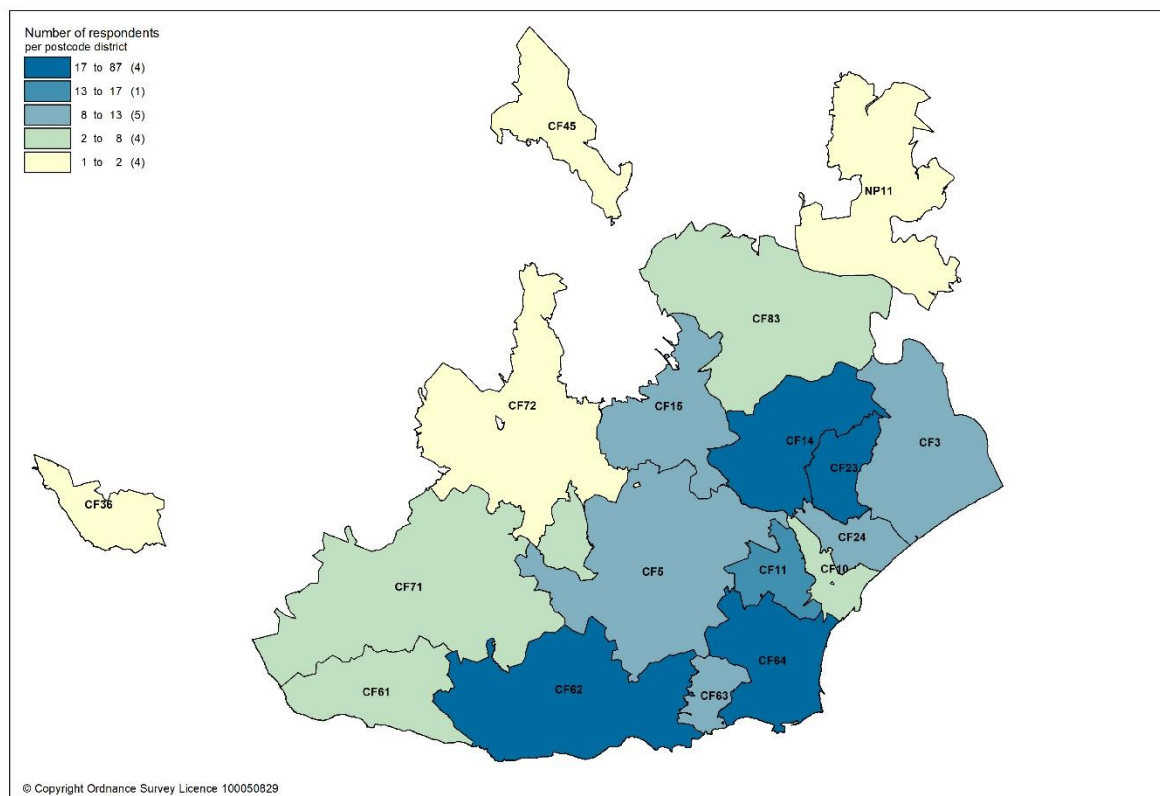 Number of respondents
per postcode district
17 to 87 (4)
13 to 17 (1)
8 to 13 (5)
2 to 8 (4)
1 to 2 (4)
CF45
NP11
CF83
CF72
CF15
CF14
CF3
CF23
CF36
CF24
CF5
CF11
CF10
CF71
CF64
CF62
CF61
CF63
© Copyright Ordnance Survey Licence 100050829